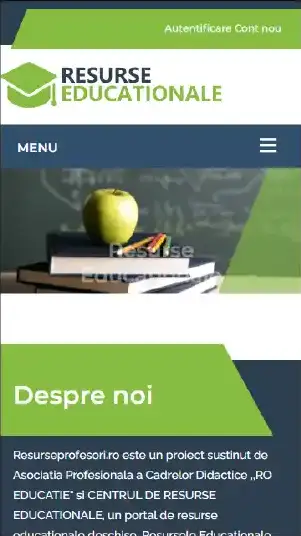 Autentificare Cont nou
RESURSE
EDUCATIONALE
MENU
Resurse
Educationale
Despre noi
Resurseprofesori.ro este un proiect sustinut de
Asociatia Profesionala a Cadrelor Didactice ,,RO
EDUCATIE" si CENTRUL DE RESURSE
EDUCATIONALE, un portal de resurse
educationale deschise. Resursele Educationale